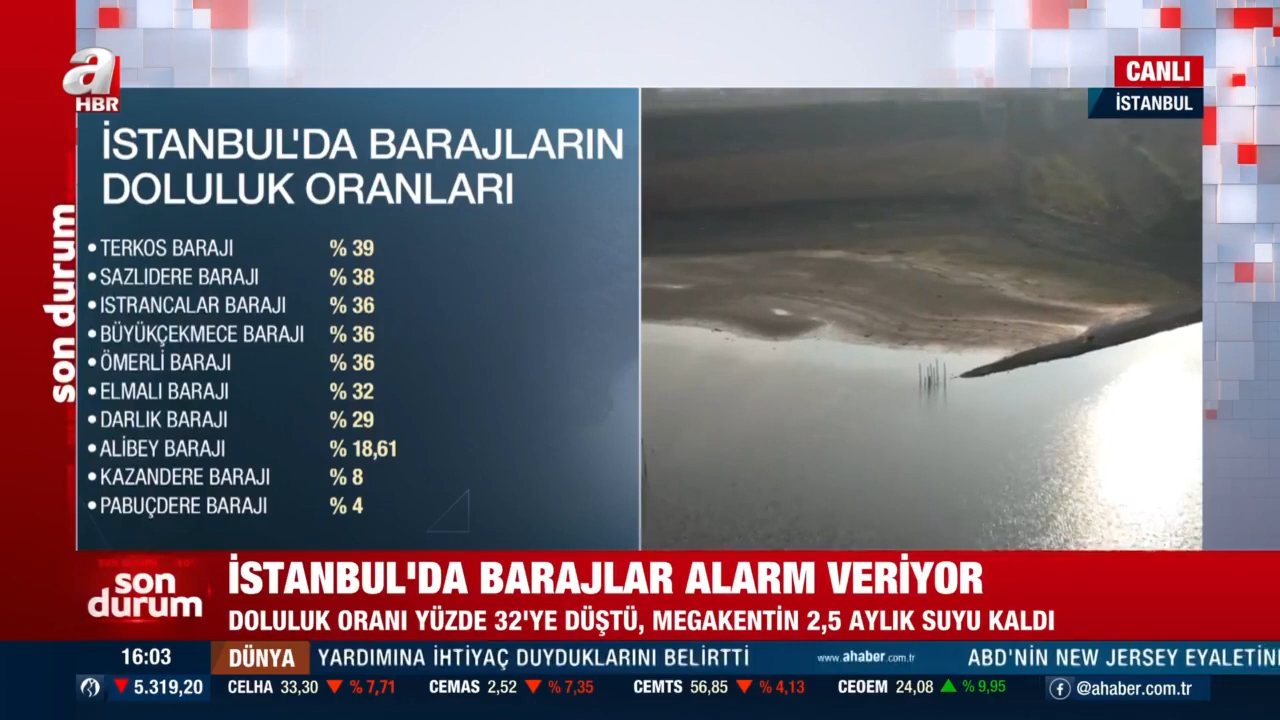 a
HBR
CANLI
İSTANBUL
son durum
İSTANBUL'DA BARAJLARIN
DOLULUK ORANLARI
• TERKOS BARAJI % 39
• SAZLIDERE BARAJI % 38
• ISTRANCALAR BARAJI % 36
• BÜYÜKÇEKMECE BARAJI % 36
• ÖMERLİ BARAJI % 36
• ELMALI BARAJI % 32
• DARLIK BARAJI % 29
• ALİBEY BARAJI % 18,61
• KAZANDERE BARAJI % 8
• PABUÇDERE BARAJI % 4
son
durum
İSTANBUL'DA BARAJLAR ALARM VERİYOR
DOLULUK ORANI YÜZDE 32'YE DÜŞTÜ, MEGAKENTİN 2,5 AYLIK SUYU KALDI
16:03 DÜNYA YARDIMINA İHTİYAÇ DUYDUKLARINI BELİRTTİ www.ahaber.com.tr ABD'NİN NEW JERSEY EYALETİN
▼ 5.319,20 CELHA 33,30 ▼ % 7,71 CEMAS 2,52 ▼ % 7,35 CEMTS 56,85 ▼ % 4,13 CEOEM 24,08 ▲ % 9,95 @ahaber.com.tr